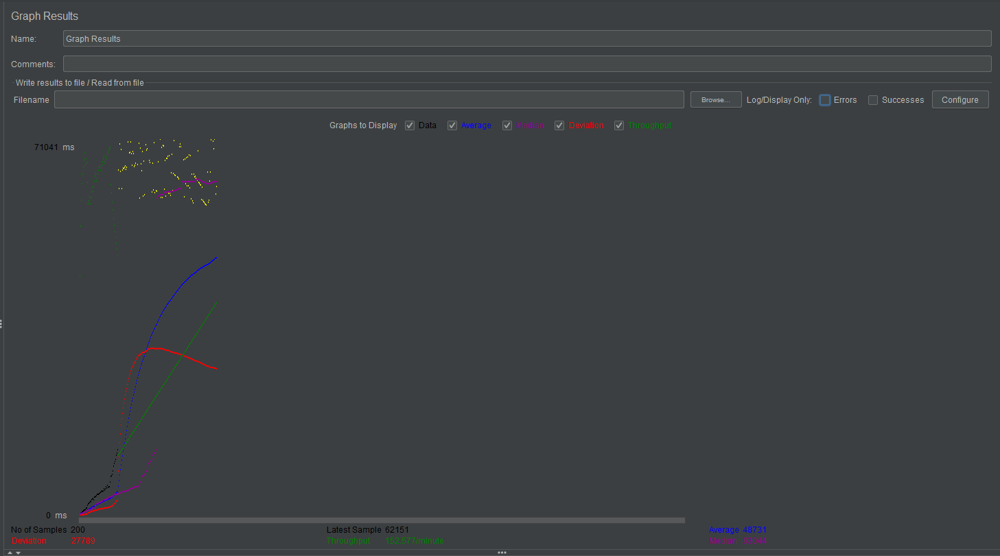 Graph Results
Name: Graph Results
Comments:
Write results to file / Read from file
Filename Browse... Log/Display Only: Errors Successes Configure
Graphs to Display Data Average Median Deviation Throughput
71041 ms
0 ms
No of Samples 200 Latest Sample 62151 Average 48731
Deviation 27789 Throughput 152.577/minute Median